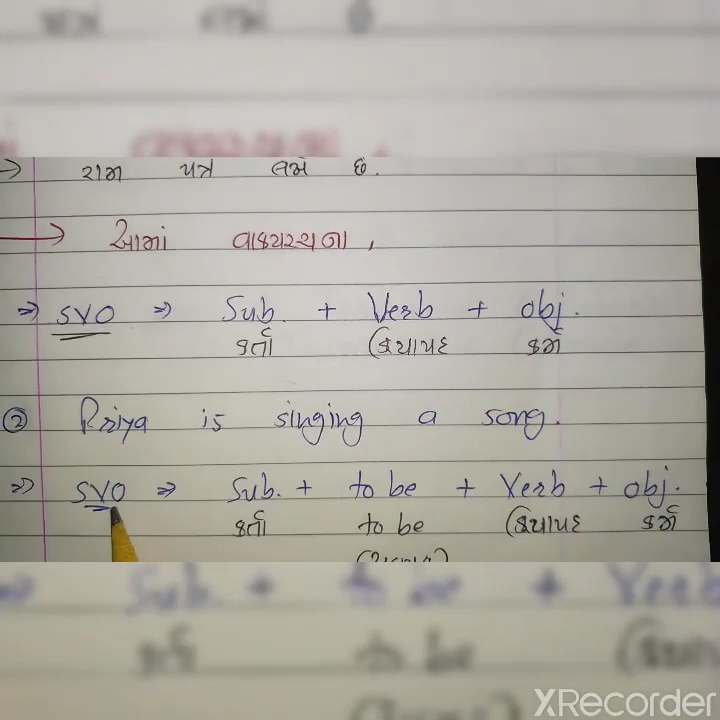 → રામ પત્ર લખે છે.
→ આમાં વાક્યરચના,
⇒ SVO ⇒ Sub. + Verb + obj.
કર્તા ક્રિયાપદ કર્મ
② Priya is singing a song.
⇒ SVO ⇒ Sub. + to be + Verb + obj.
કર્તા to be ક્રિયાપદ કર્મ
XRecorder